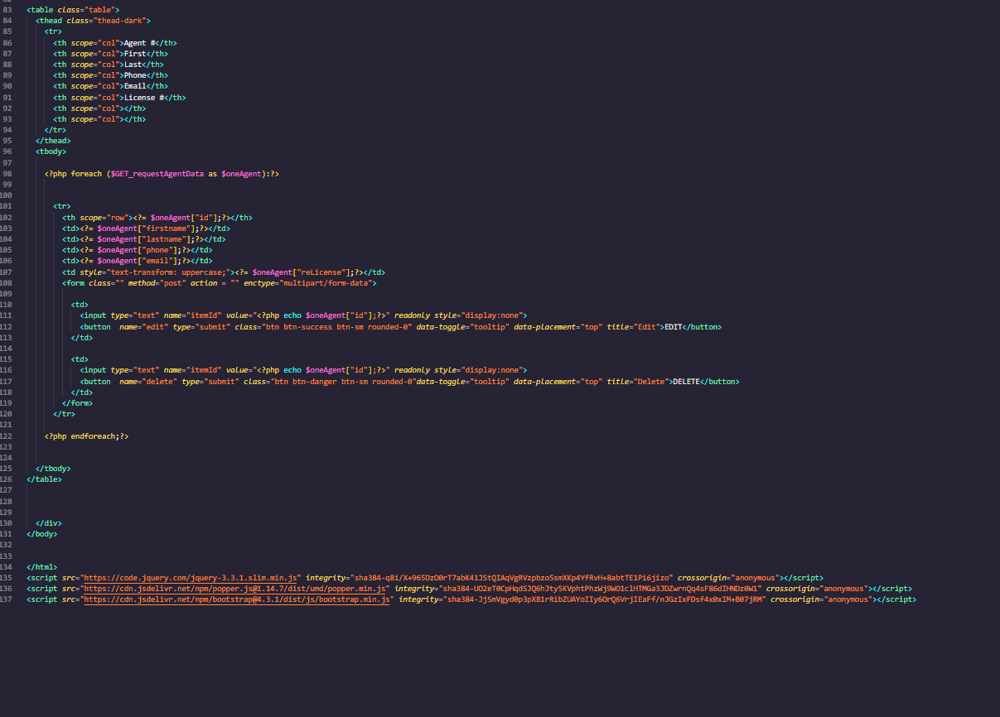 83 <table class="table">
84 <thead class="thead-dark">
85 <tr>
86 <th scope="col">Agent #</th>
87 <th scope="col">First</th>
88 <th scope="col">Last</th>
89 <th scope="col">Phone</th>
90 <th scope="col">Email</th>
91 <th scope="col">License #</th>
92 <th scope="col"></th>
93 <th scope="col"></th>
94 </tr>
95 </thead>
96 <tbody>
97
98 <?php foreach ($GET_requestAgentData as $oneAgent):?>
99
100
101 <tr>
102 <th scope="row"><?= $oneAgent["id"];?></th>
103 <td><?= $oneAgent["firstname"];?></td>
104 <td><?= $oneAgent["lastname"];?></td>
105 <td><?= $oneAgent["phone"];?></td>
106 <td><?= $oneAgent["email"];?></td>
107 <td style="text-transform: uppercase;"><?= $oneAgent["reLicense"];?></td>
108 <form class="" method="post" action = "" enctype="multipart/form-data">
109
110 <td>
111 <input type="text" name="itemId" value="<?php echo $oneAgent["id"];?>" readonly style="display:none">
112 <button  name="edit" type="submit" class="btn btn-success btn-sm rounded-0" data-toggle="tooltip" data-placement="top" title="Edit">EDIT</button>
113 </td>
114
115 <td>
116 <input type="text" name="itemId" value="<?php echo $oneAgent["id"];?>" readonly style="display:none">
117 <button  name="delete" type="submit" class="btn btn-danger btn-sm rounded-0"data-toggle="tooltip" data-placement="top" title="Delete">DELETE</button>
118 </td>
119 </form>
120 </tr>
121
122 <?php endforeach;?>
123
124
125 </tbody>
126 </table>
127
128
129
130 </div>
131 </body>
132
133
134 </html>
135 <script src="https://code.jquery.com/jquery-3.3.1.slim.min.js" integrity="sha384-q8i/X+965DzO0rT7abK41JStQIAqVgRVzpbzo5smXKp4YfRvH+8abtTE1Pi6jizo" crossorigin="anonymous"></script>
136 <script src="https://cdn.jsdelivr.net/npm/popper.js@1.14.7/dist/umd/popper.min.js" integrity="sha384-UO2eT0CpHqdSJQ6hJty5KVphtPhzWj9WO1clHTMGa3JDZwrnQq4sF86dIHNDz0W1" crossorigin="anonymous"></script>
137 <script src="https://cdn.jsdelivr.net/npm/bootstrap@4.3.1/dist/js/bootstrap.min.js" integrity="sha384-JjSmVgyd0p3pXB1rRibZUAYoIIy6OrQ6VrjIEaFf/nJGzIxFDsf4x0xIM+B07jRM" crossorigin="anonymous"></script>